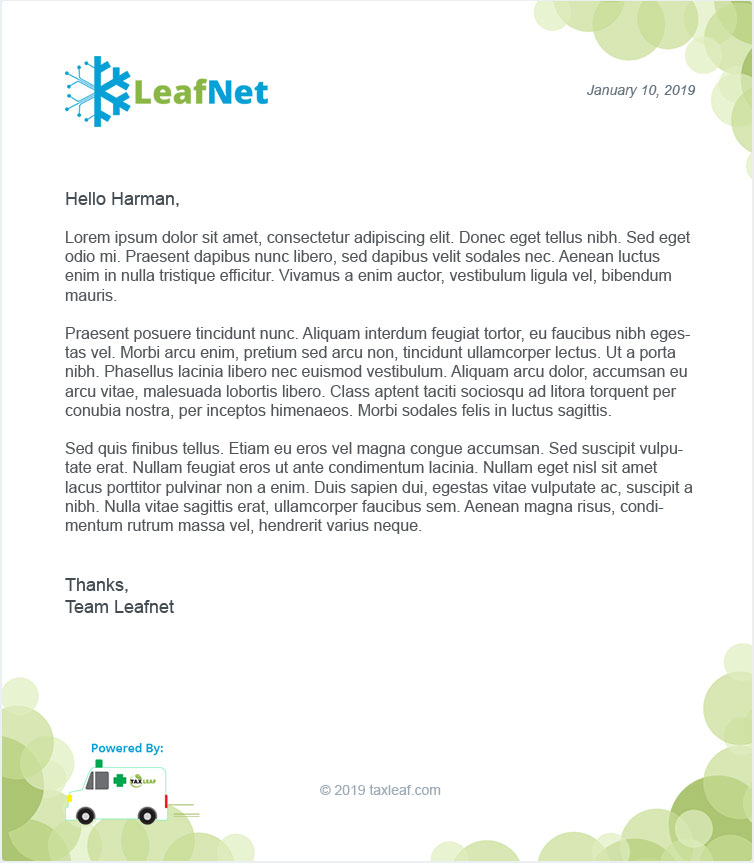 LeafNet
January 10, 2019
Hello Harman,
Lorem ipsum dolor sit amet, consectetur adipiscing elit. Donec eget tellus nibh. Sed eget
odio mi. Praesent dapibus nunc libero, sed dapibus velit sodales nec. Aenean luctus
enim in nulla tristique efficitur. Vivamus a enim auctor, vestibulum ligula vel, bibendum
mauris.
Praesent posuere tincidunt nunc. Aliquam interdum feugiat tortor, eu faucibus nibh eges-
tas vel. Morbi arcu enim, pretium sed arcu non, tincidunt ullamcorper lectus. Ut a porta
nibh. Phasellus lacinia libero nec euismod vestibulum. Aliquam arcu dolor, accumsan eu
arcu vitae, malesuada lobortis libero. Class aptent taciti sociosqu ad litora torquent per
conubia nostra, per inceptos himenaeos. Morbi sodales felis in luctus sagittis.
Sed quis finibus tellus. Etiam eu eros vel magna congue accumsan. Sed suscipit vulpu-
tate erat. Nullam feugiat eros ut ante condimentum lacinia. Nullam eget nisl sit amet
lacus porttitor pulvinar non a enim. Duis sapien dui, egestas vitae vulputate ac, suscipit a
nibh. Nulla vitae sagittis erat, ullamcorper faucibus sem. Aenean magna risus, condi-
mentum rutrum massa vel, hendrerit varius neque.
Thanks,
Team Leafnet
Powered By:
TAX LEAF
© 2019 taxleaf.com